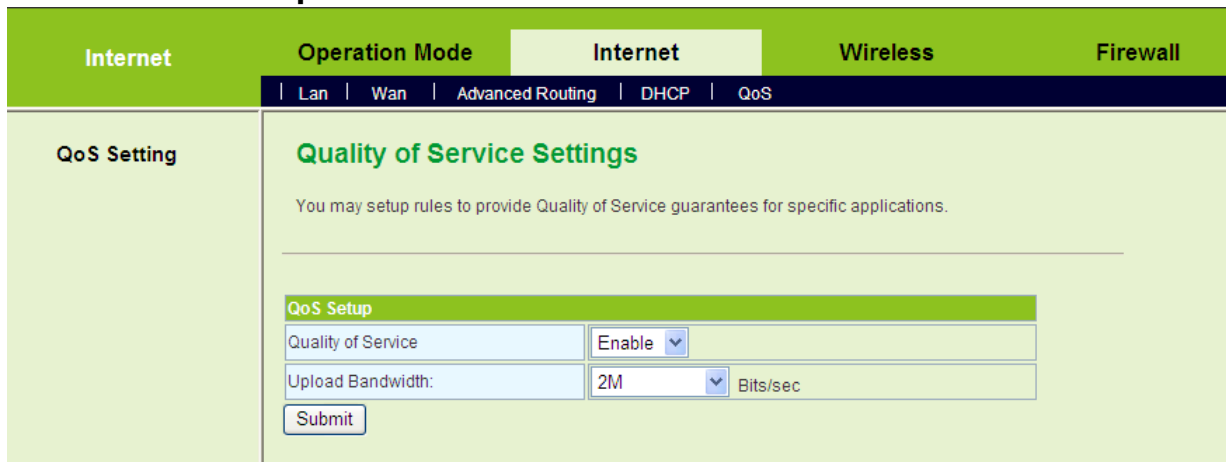 Internet
Operation Mode Internet Wireless Firewall
| Lan | Wan | Advanced Routing | DHCP | QoS
QoS Setting
Quality of Service Settings
You may setup rules to provide Quality of Service guarantees for specific applications.
QoS Setup
Quality of Service Enable
Upload Bandwidth: 2M Bits/sec
Submit